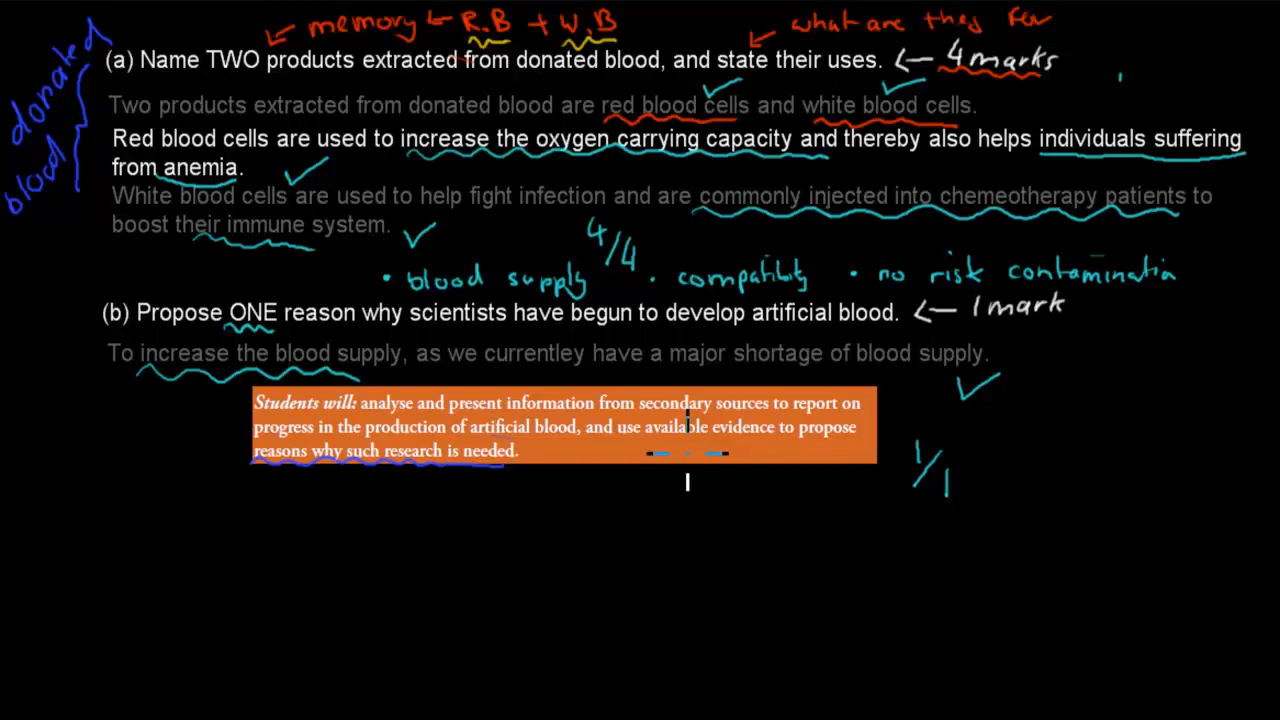 memory ← R.B + W.B
what are they for
donated
blood
(a) Name TWO products extracted from donated blood, and state their uses. ← 4 marks
Two products extracted from donated blood are red blood cells and white blood cells.
Red blood cells are used to increase the oxygen carrying capacity and thereby also helps individuals suffering
from anemia.
White blood cells are used to help fight infection and are commonly injected into chemeotherapy patients to
boost their immune system.
4/4
• blood supply • compatibility • no risk contamination
(b) Propose ONE reason why scientists have begun to develop artificial blood. ← 1 mark
To increase the blood supply, as we currentley have a major shortage of blood supply.
Students will: analyse and present information from secondary sources to report on
progress in the production of artificial blood, and use available evidence to propose
reasons why such research is needed.
1/1